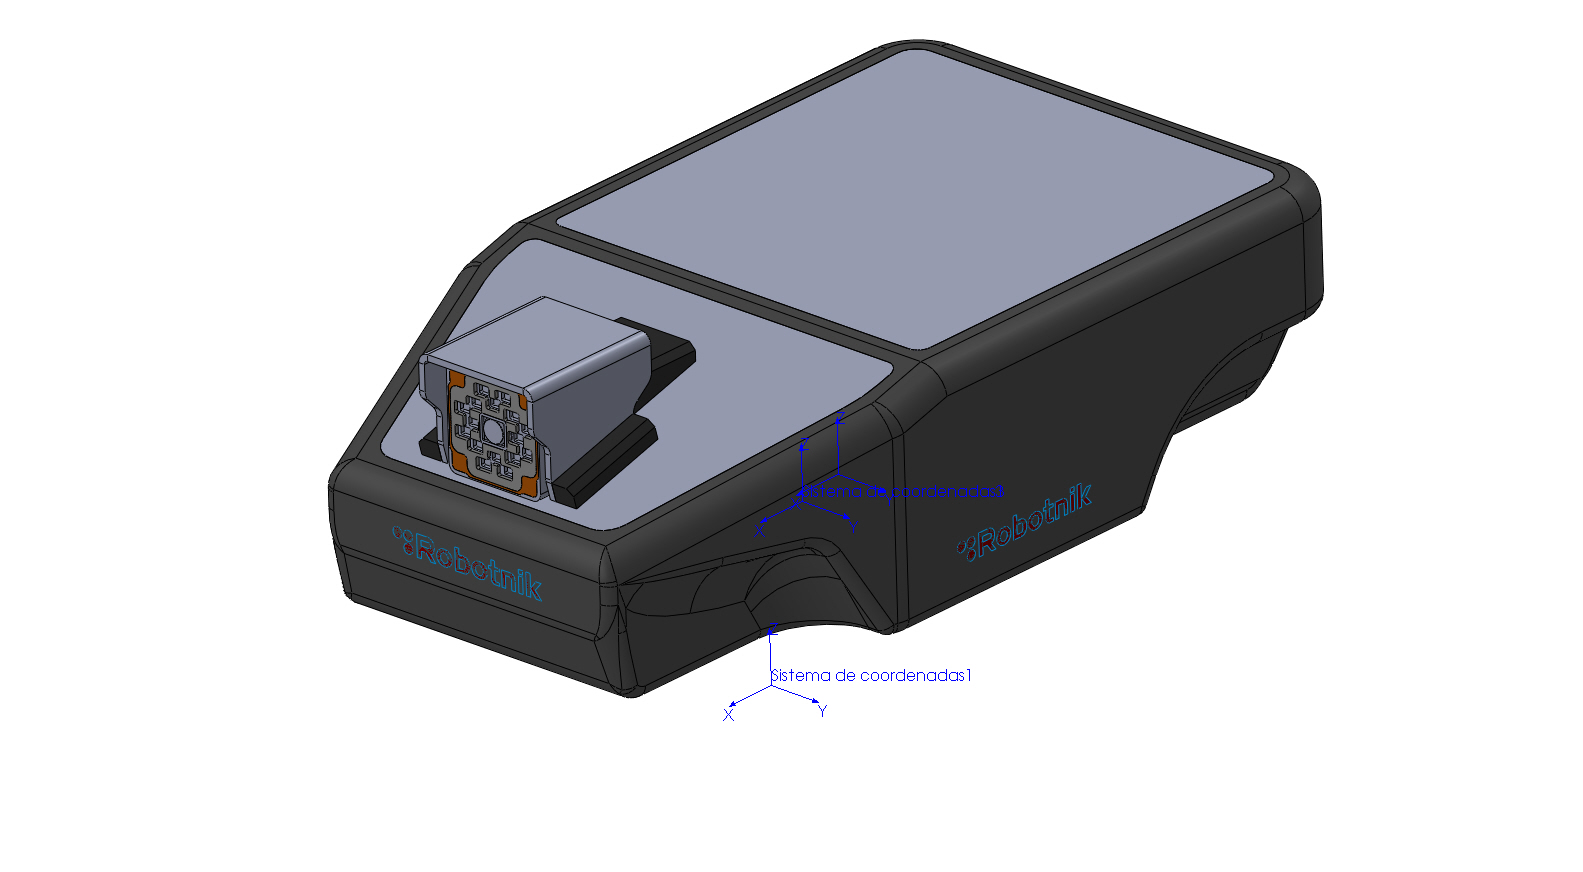 Z
Z
Sistema de coordenadas1
X
Y
Robotnik
Robotnik
Z
Sistema de coordenadas1
X
Y